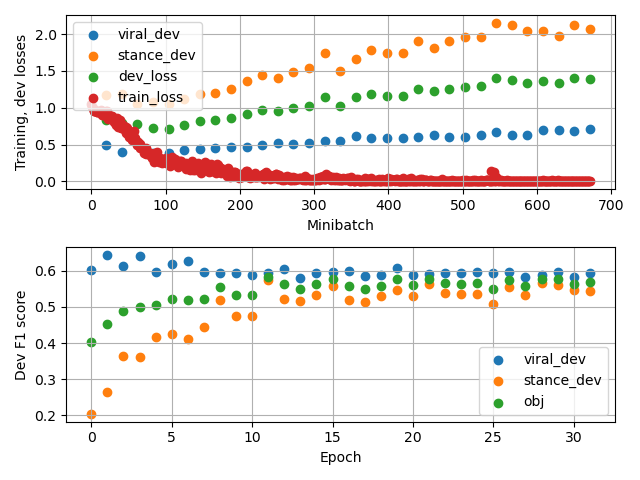 Training, dev losses
2.0
1.5
1.0
0.5
0.0
viral_dev
stance_dev
dev_loss
train_loss
0 100 200 300 400 500 600 700
Minibatch
Dev F1 score
0.6
0.5
0.4
0.3
0.2
viral_dev
stance_dev
obj
0 5 10 15 20 25 30
Epoch